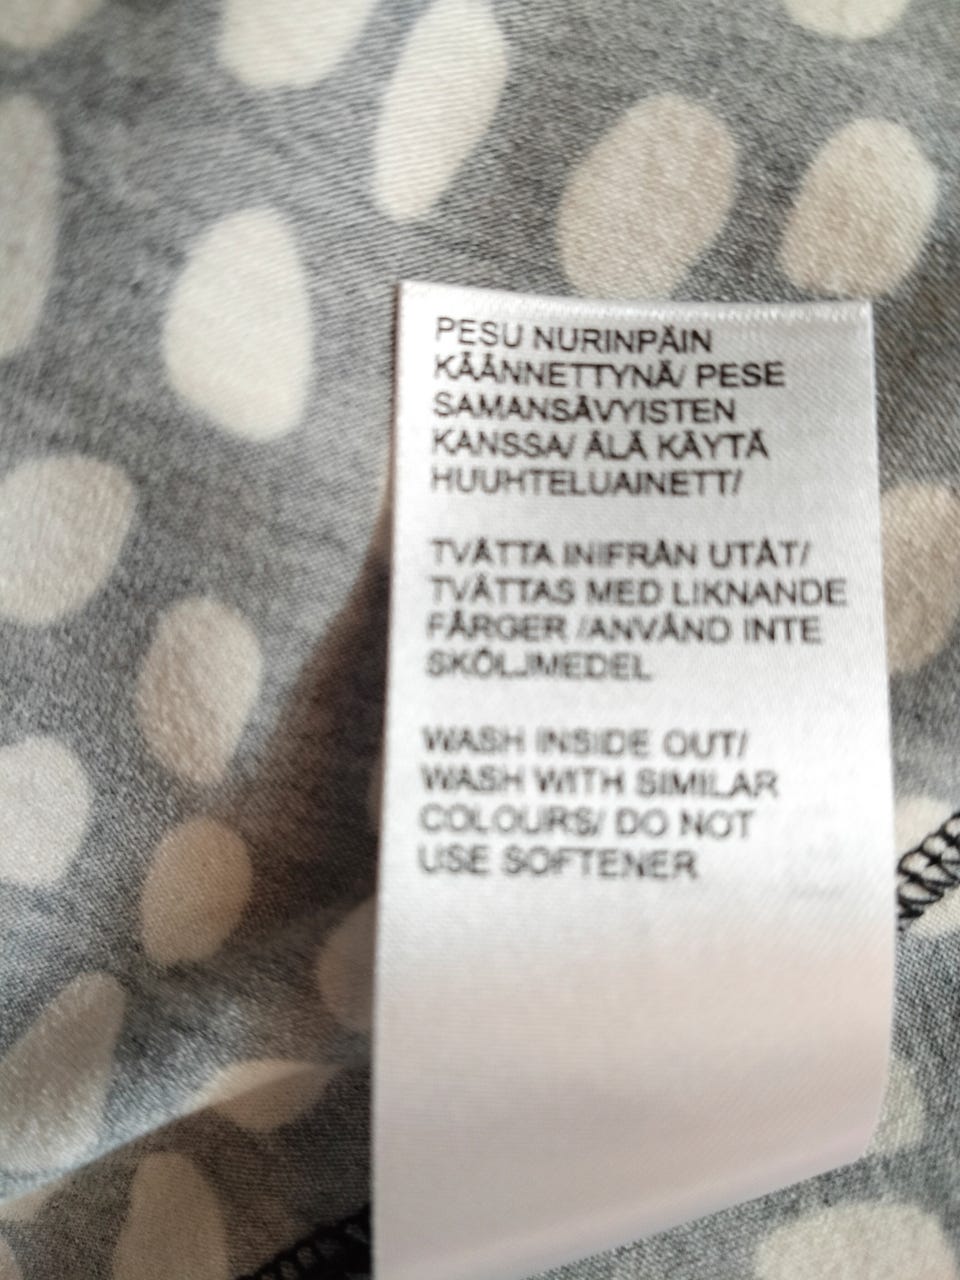 PESU NURINPÄIN
KÄÄNNETTYNÄ/ PESE
SAMANSÄVYISTEN
KANSSA/ ÄLÄ KÄYTÄ
HUUHTELUAINETT/
TVÄTTA INIFRÅN UTÅT/
TVÄTTAS MED LIKNANDE
FÄRGER /ANVÄND INTE
SKÖLJMEDEL
WASH INSIDE OUT/
WASH WITH SIMILAR
COLOURS/ DO NOT
USE SOFTENER